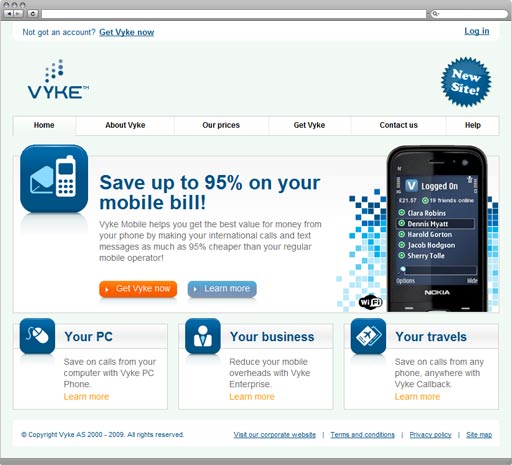 Not got an account? Get Vyke now
Log in
VYKE™
New
Site!
Home
About Vyke
Our prices
Get Vyke
Contact us
Help
Save up to 95% on your
mobile bill!
Vyke Mobile helps you get the best value for money from
your phone by making your international calls and text
messages as much as 95% cheaper than your regular
mobile operator!
Get Vyke now
Learn more
Logged On
£21.57
19 friends online
Clara Robins
Dennis Myatt
Harold Gorton
Jacob Hodgson
Sherry Tolle
Options
Hide
NOKIA
WiFi
Your PC
Save on calls from your
computer with Vyke PC
Phone.
Learn more
Your business
Reduce your mobile
overheads with Vyke
Enterprise.
Learn more
Your travels
Save on calls from any
phone, anywhere with
Vyke Callback.
Learn more
© Copyright Vyke AS 2000 - 2009. All rights reserved.
Visit our corporate website | Terms and conditions | Privacy policy | Site map